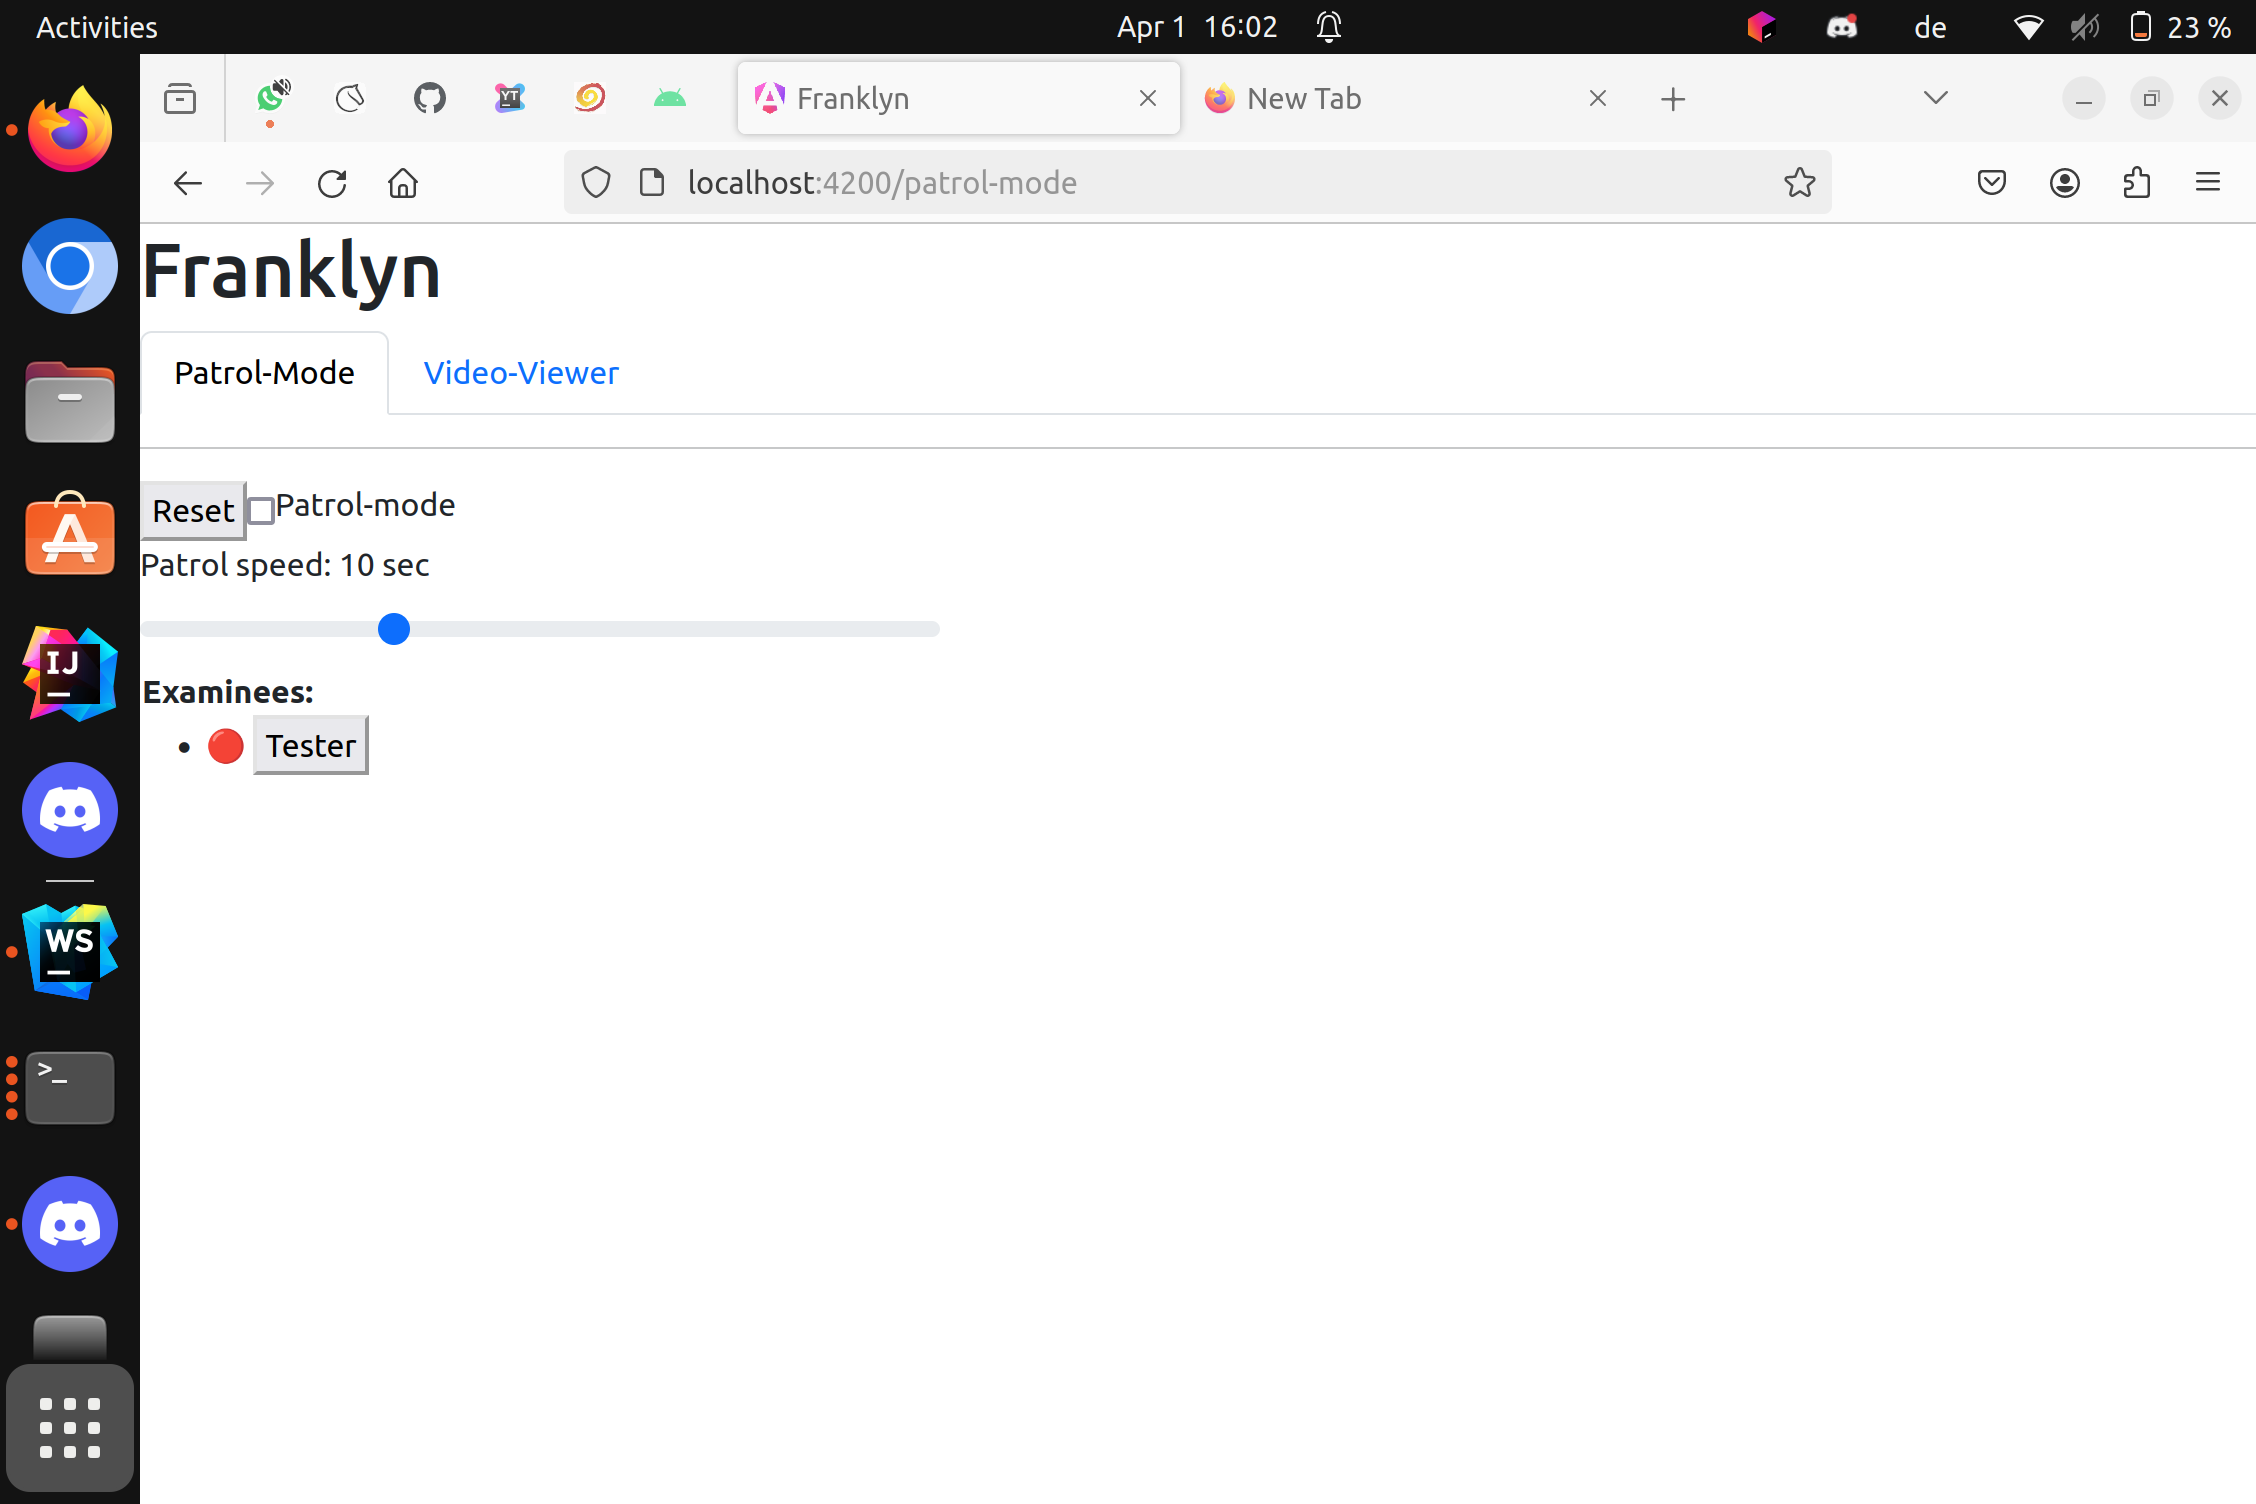 Activities
Apr 1 16:02
de
23 %
YT
Franklyn
New Tab
localhost:4200/patrol-mode
Franklyn
Patrol-Mode
Video-Viewer
Reset Patrol-mode
Patrol speed: 10 sec
Examinees:
Tester
IJ
WS
>_